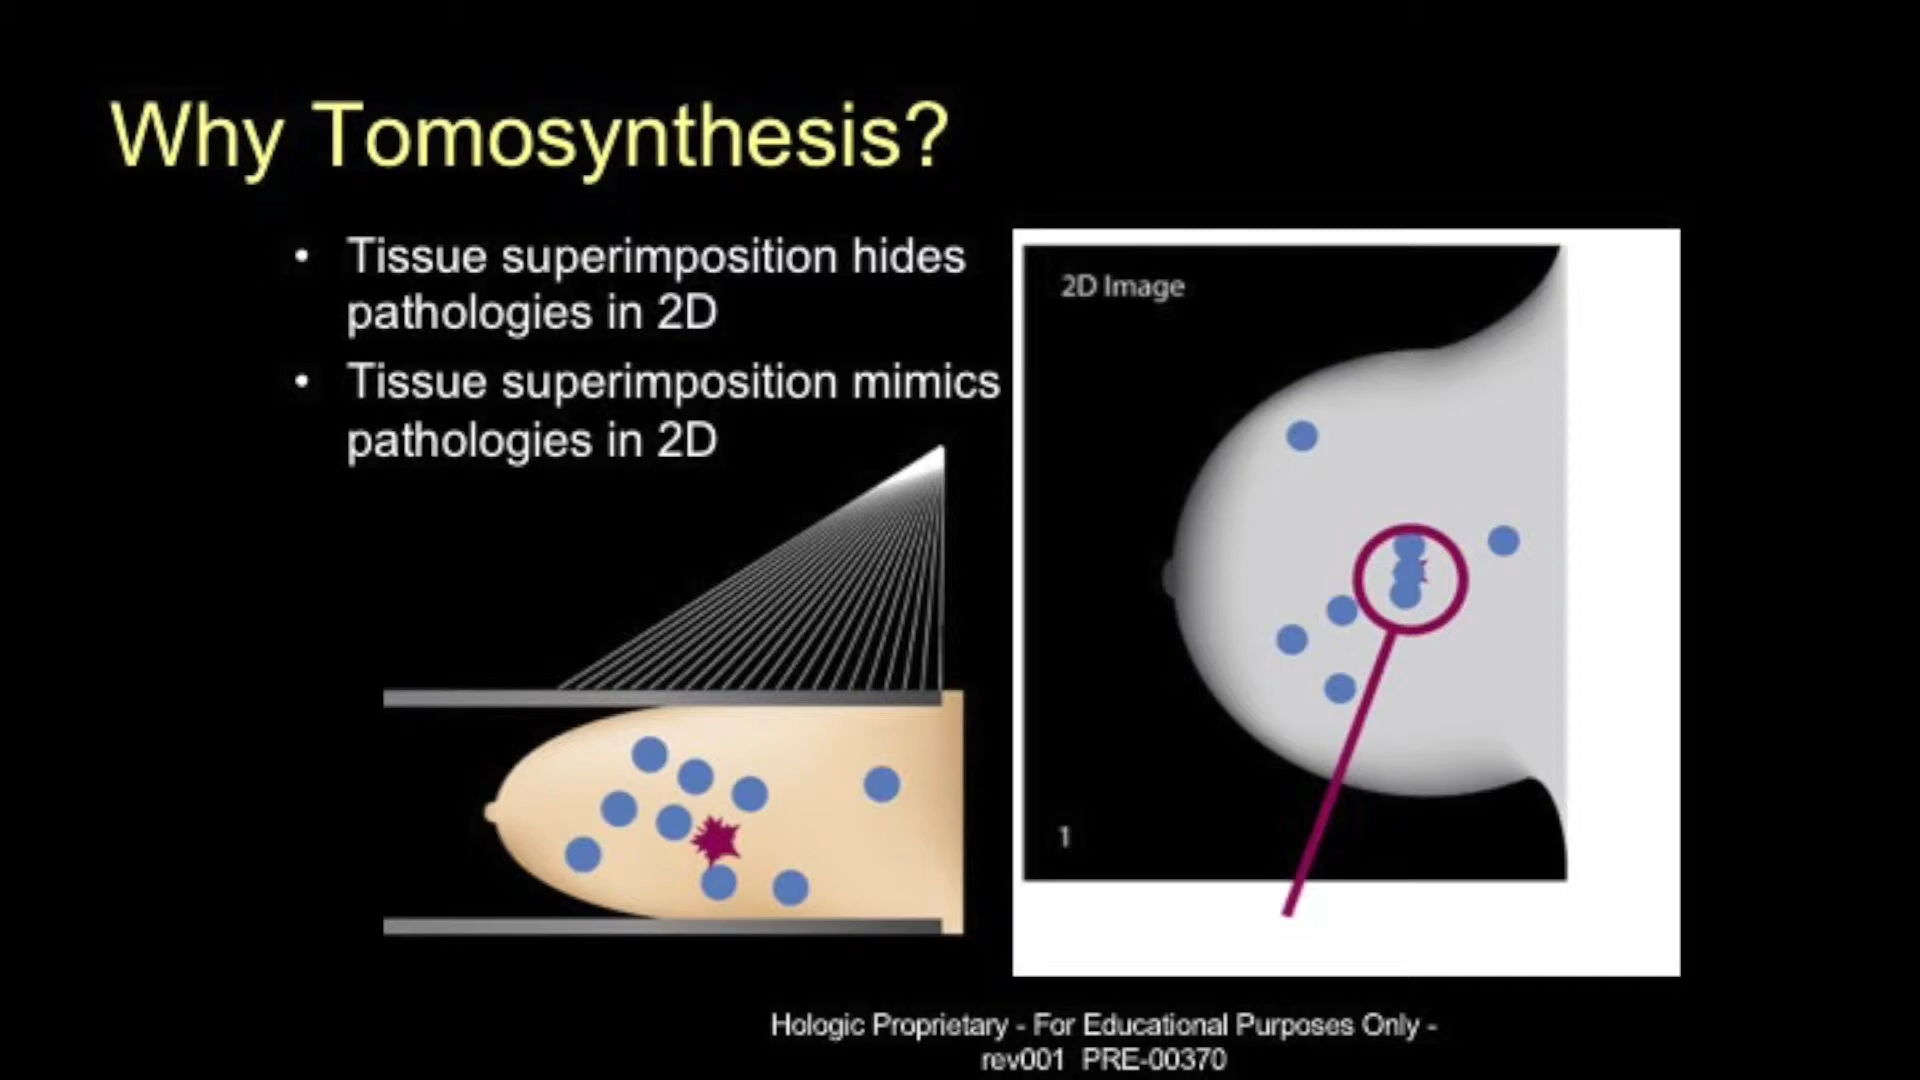 Why Tomosynthesis?
• Tissue superimposition hides
pathologies in 2D
• Tissue superimposition mimics
pathologies in 2D
2D Image
1
Hologic Proprietary - For Educational Purposes Only -
rev001 PRE-00370